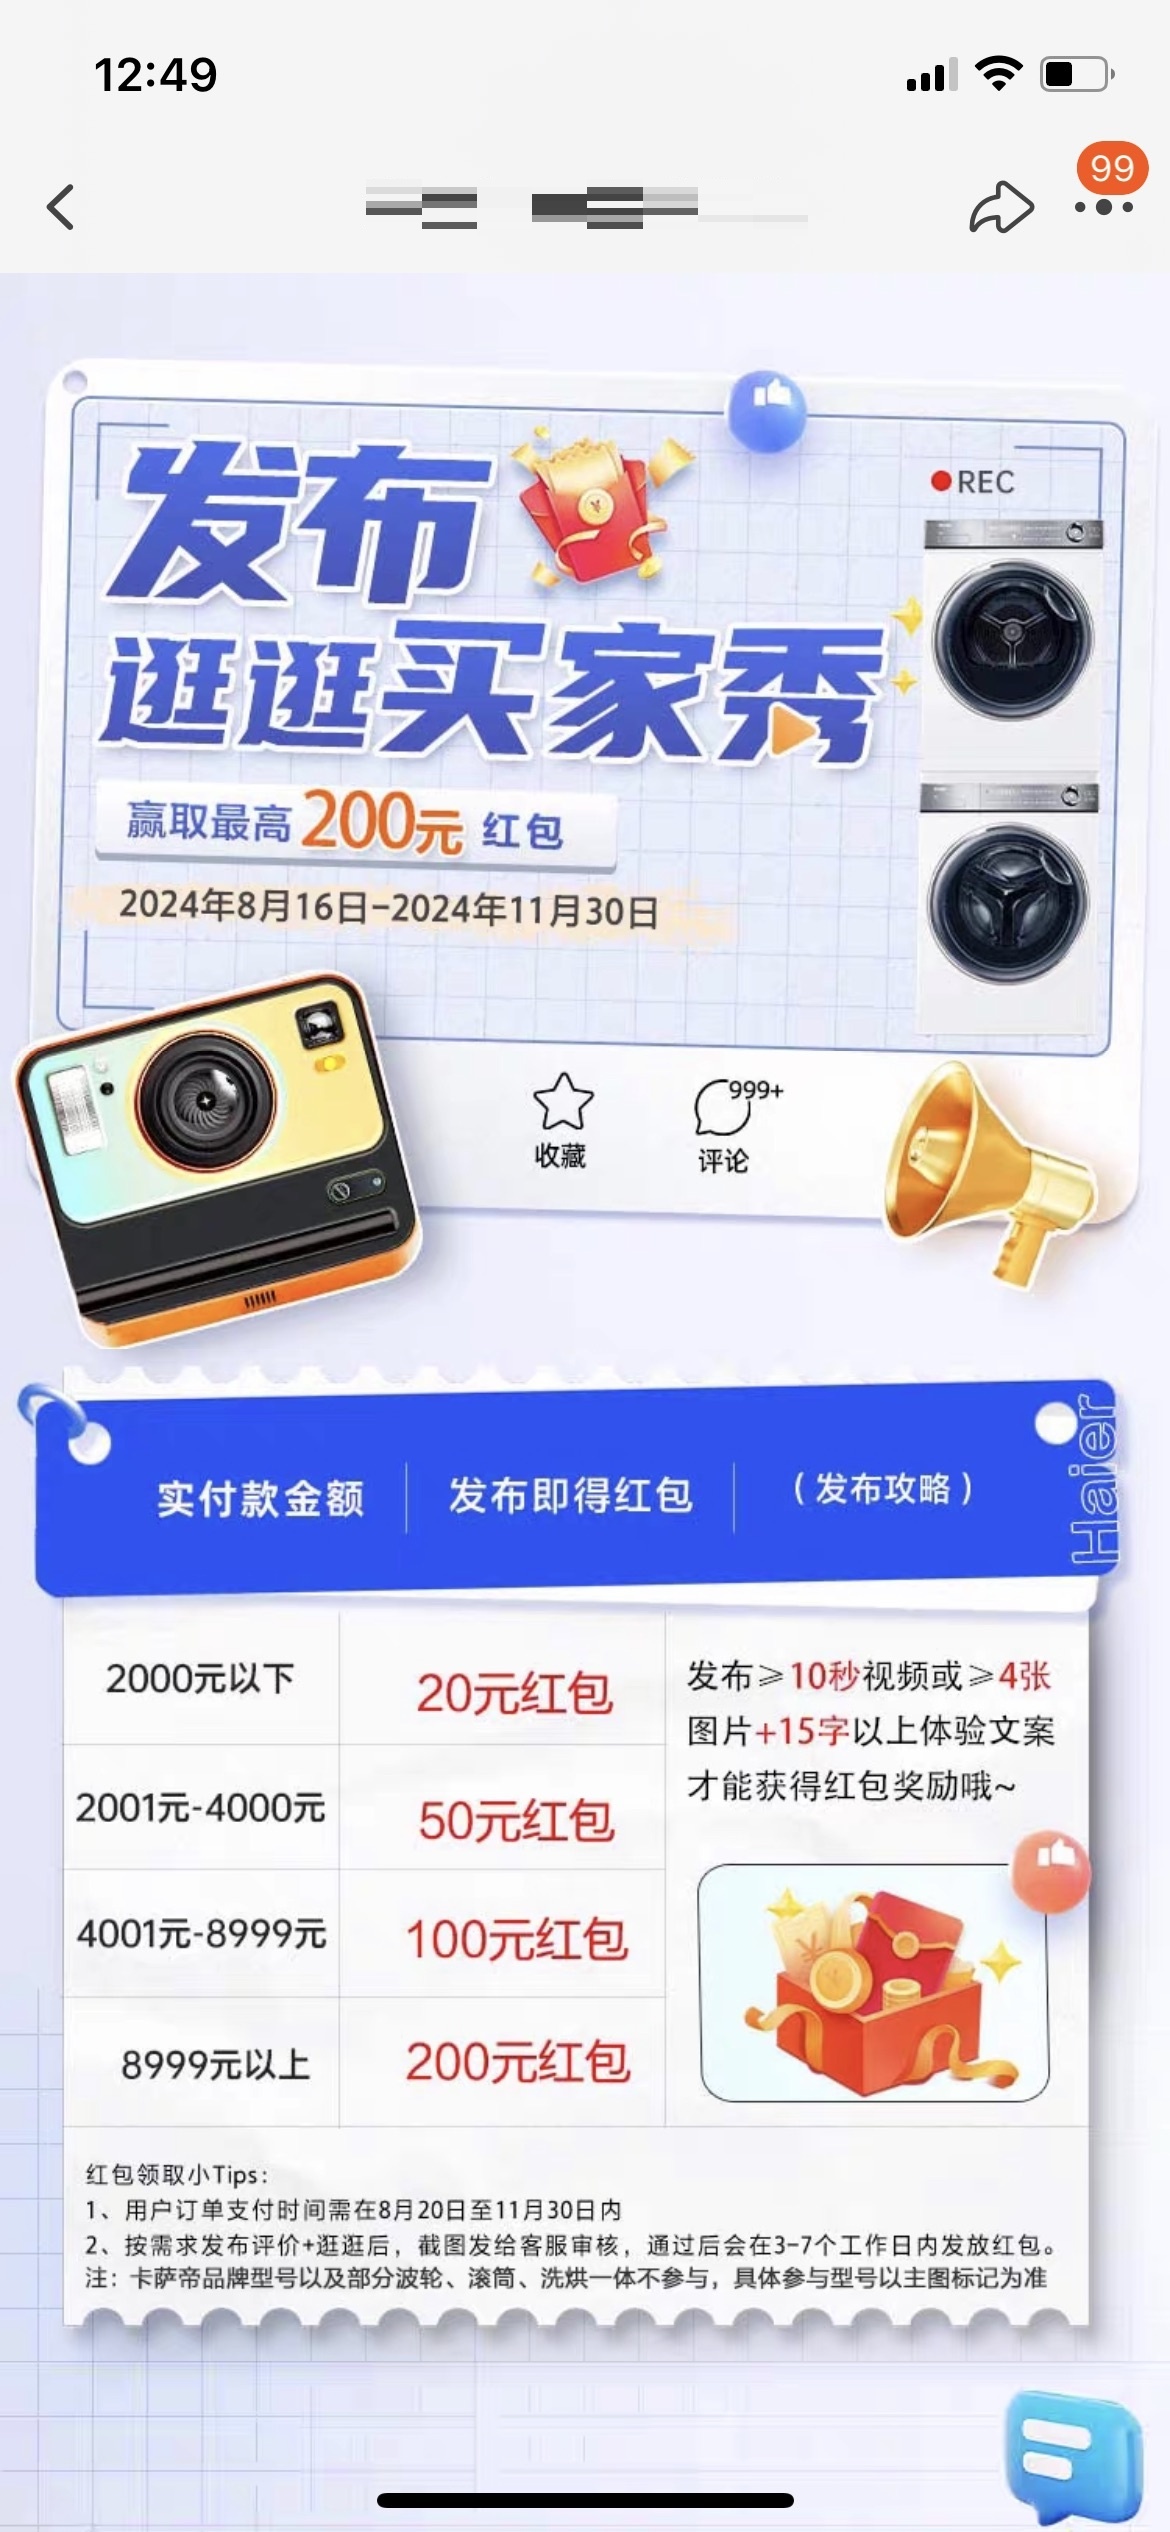 12:49
99
发布
REC
逛逛买家秀
赢取最高200元 红包
2024年8月16日-2024年11月30日
999+
收藏
评论
实付款金额
发布即得红包
（发布攻略）
Haier
2000元以下
20元红包
发布≥10秒视频或≥4张
图片+15字以上体验文案
才能获得红包奖励哦~
2001元-4000元
50元红包
4001元-8999元
100元红包
8999元以上
200元红包
红包领取小Tips：
1、用户订单支付时间需在8月20日至11月30日内
2、按需求发布评价+逛逛后，截图发给客服审核，通过后会在3-7个工作日内发放红包。
注：卡萨帝品牌型号以及部分波轮、滚筒、洗烘一体不参与，具体参与型号以主图标记为准